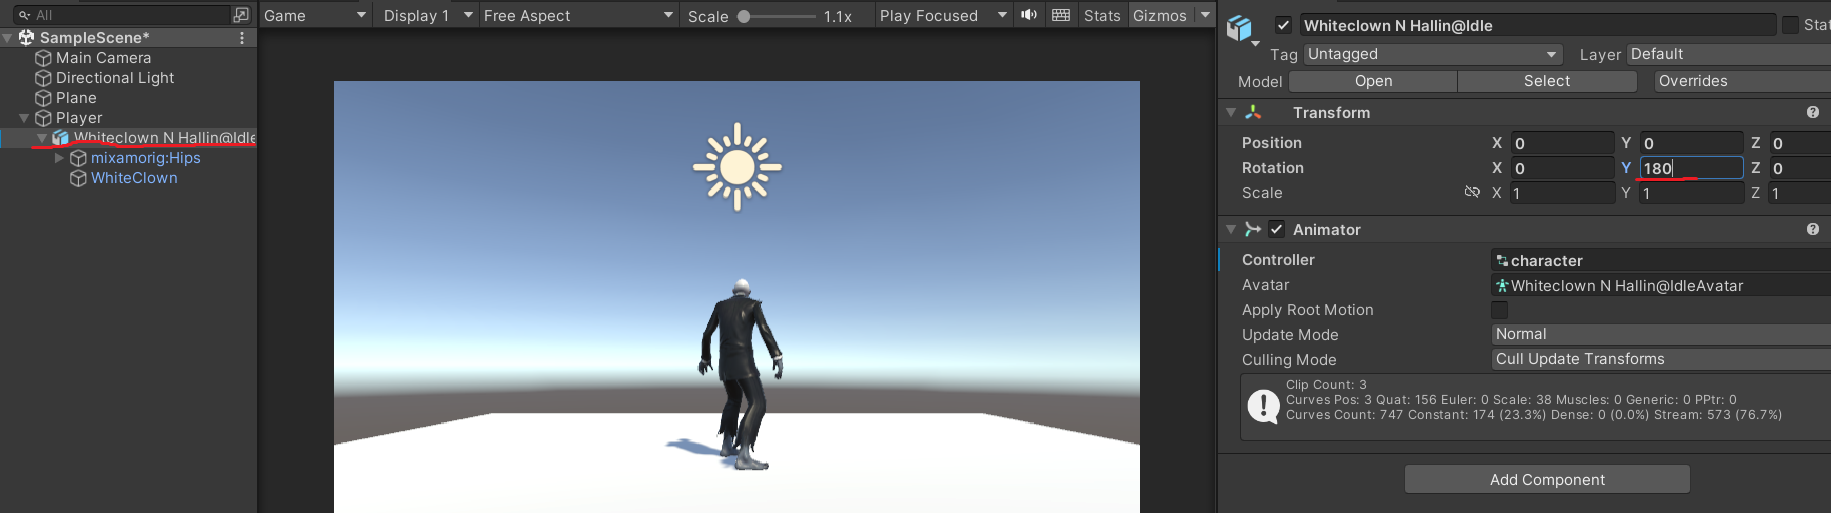 All
SampleScene*
Main Camera
Directional Light
Plane
Player
Whiteclown N Hallin@Idle
mixamorig:Hips
WhiteClown
Game
Display 1
Free Aspect
Scale
1.1x
Play Focused
Stats
Gizmos
Whiteclown N Hallin@Idle
Stat
Tag Untagged Layer Default
Model Open Select Overrides
Transform
Position X 0 Y 0 Z 0
Rotation X 0 Y 180 Z 0
Scale X 1 Y 1 Z 1
Animator
Controller character
Avatar Whiteclown N Hallin@IdleAvatar
Apply Root Motion
Update Mode Normal
Culling Mode Cull Update Transforms
Clip Count: 3
Curves Pos: 3 Quat: 156 Euler: 0 Scale: 38 Muscles: 0 Generic: 0 PPtr: 0
Curves Count: 747 Constant: 174 (23.3%) Dense: 0 (0.0%) Stream: 573 (76.7%)
Add Component